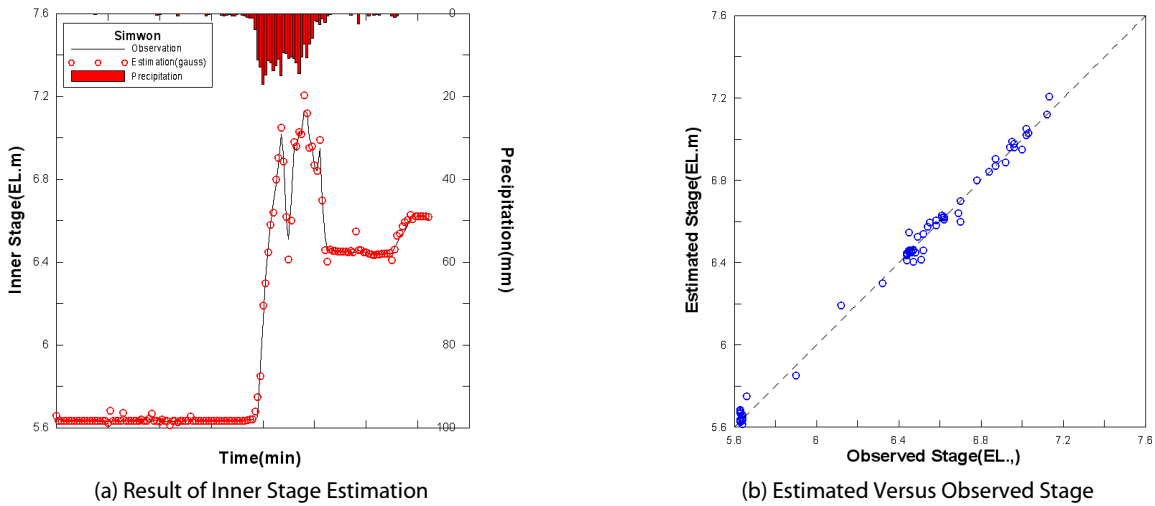 7.6
7.2
6.8
6.4
6
5.6
Inner Stage(EL.m)
Simwon
Observation
Estimation(gauss)
Precipitation
0
20
40
60
80
100
Precipitation(mm)
Time(min)
(a) Result of Inner Stage Estimation
7.6
7.2
6.8
6.4
6
5.6
Estimated Stage(EL.m)
5.6
6
6.4
6.8
7.2
7.6
Observed Stage(EL.,)
(b) Estimated Versus Observed Stage